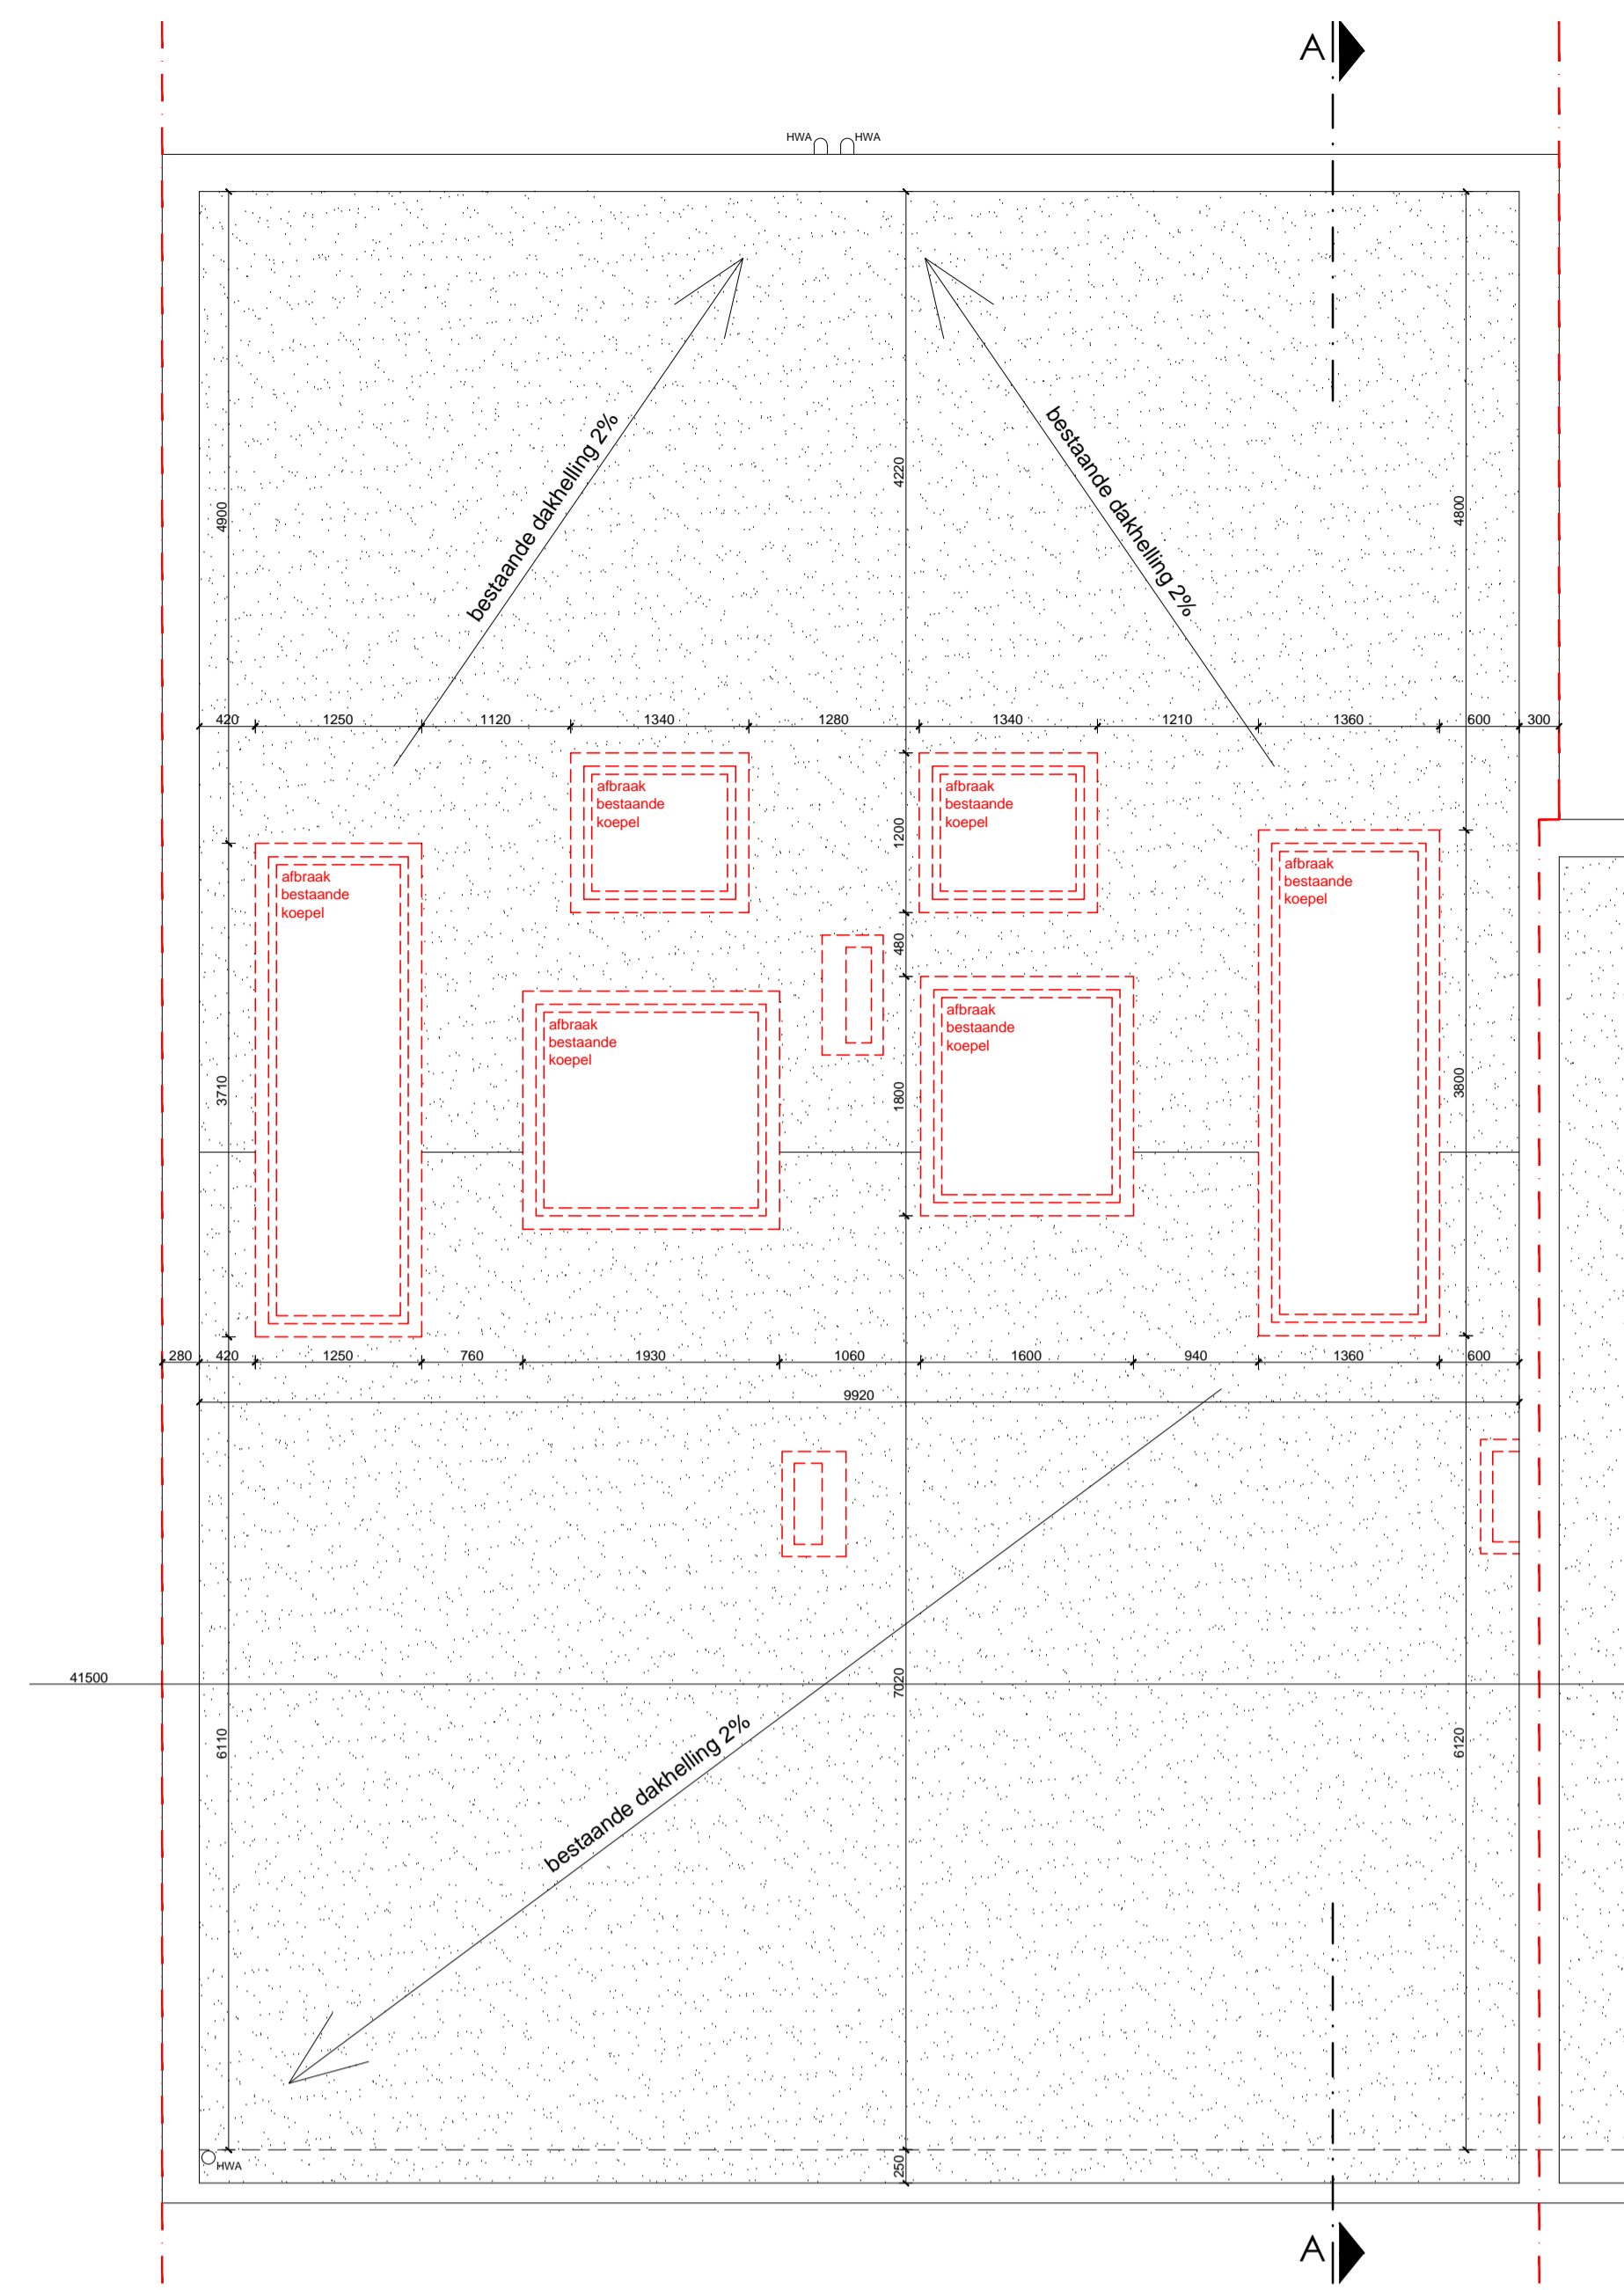 A
HWA HWA
bestaande dakhelling 2%
bestaande dakhelling 2%
4900
4220
4800
420 1250 1120 1340 1280 1340 1210 1360 600 300
afbraak
bestaande
koepel
afbraak
bestaande
koepel
1200
afbraak
bestaande
koepel
afbraak
bestaande
koepel
480
afbraak
bestaande
koepel
afbraak
bestaande
koepel
3710
1800
3800
280 420 1250 760 1930 1060 1600 940 1360 600
9920
41500
7020
6110
6120
bestaande dakhelling 2%
HWA
250
A